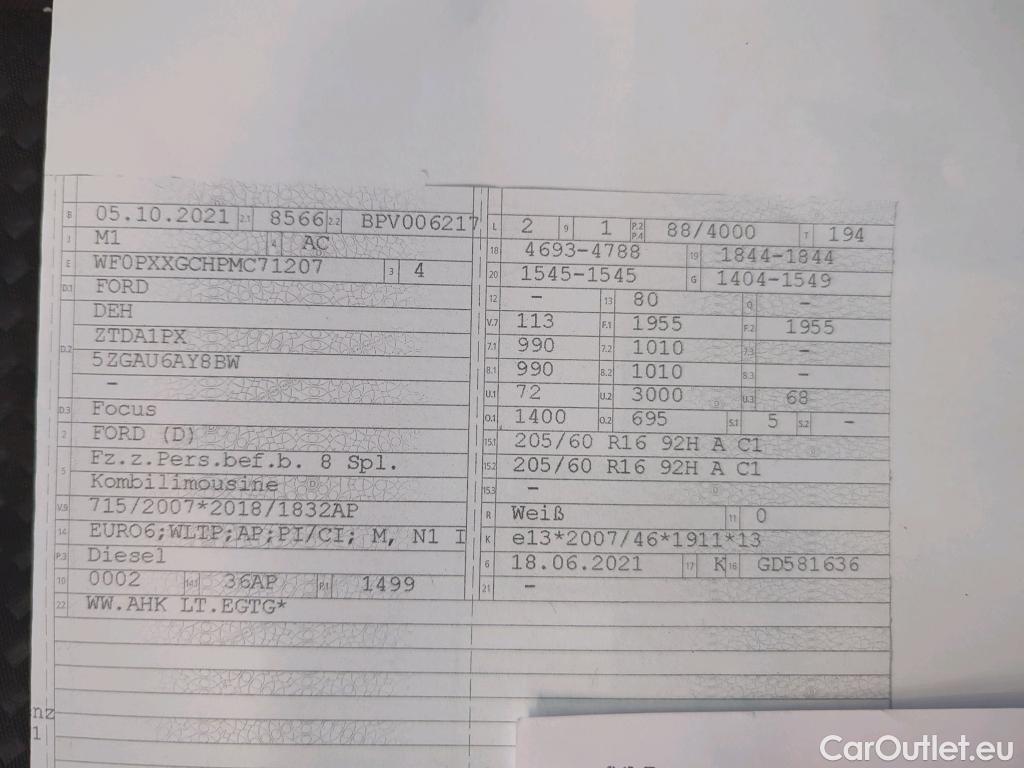 B 05.10.2021 2.1 8566 2.2 BPV006217
J M1 4 AC
E WF0PXXGCHPMC71207 3 4
D.1 FORD
DEH
D.2 ZTDA1PX
5ZGAU6AY8BW
–
D.3 Focus
2 FORD (D)
5 Fz.z.Pers.bef.b. 8 Spl.
Kombilimousine
V.9 715/2007*2018/1832AP
14 EURO6;WLTP;AP;PI/CI; M, N1 I
P.3 Diesel
10 0002 14.1 36AP P.1 1499
22 WW.AHK LT.EGTG*
L 2 9 1 P.2 P.4 88/4000 T 194
18 4693-4788 19 1844-1844
20 1545-1545 G 1404-1549
12 – 13 80 Q –
V.7 113 F.1 1955 F.2 1955
7.1 990 7.2 1010 7.3 –
8.1 990 8.2 1010 8.3 –
U.1 72 U.2 3000 U.3 68
O.1 1400 O.2 695 S.1 5 S.2 –
15.1 205/60 R16 92H A C1
15.2 205/60 R16 92H A C1
15.3 –
R Weiß 11 0
K e13*2007/46*1911*13
6 18.06.2021 17 K 16 GD581636
21 –
nz
1
CarOutlet.eu